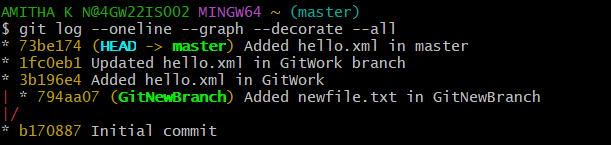 AMITHA K N@4GW22IS002 MINGW64 ~ (master)
$ git log --oneline --graph --decorate --all
* 73be174 (HEAD -> master) Added hello.xml in master
* 1fc0eb1 Updated hello.xml in GitWork branch
* 3b196e4 Added hello.xml in GitWork
| * 794aa07 (GitNewBranch) Added newfile.txt in GitNewBranch
|/
* b170887 Initial commit